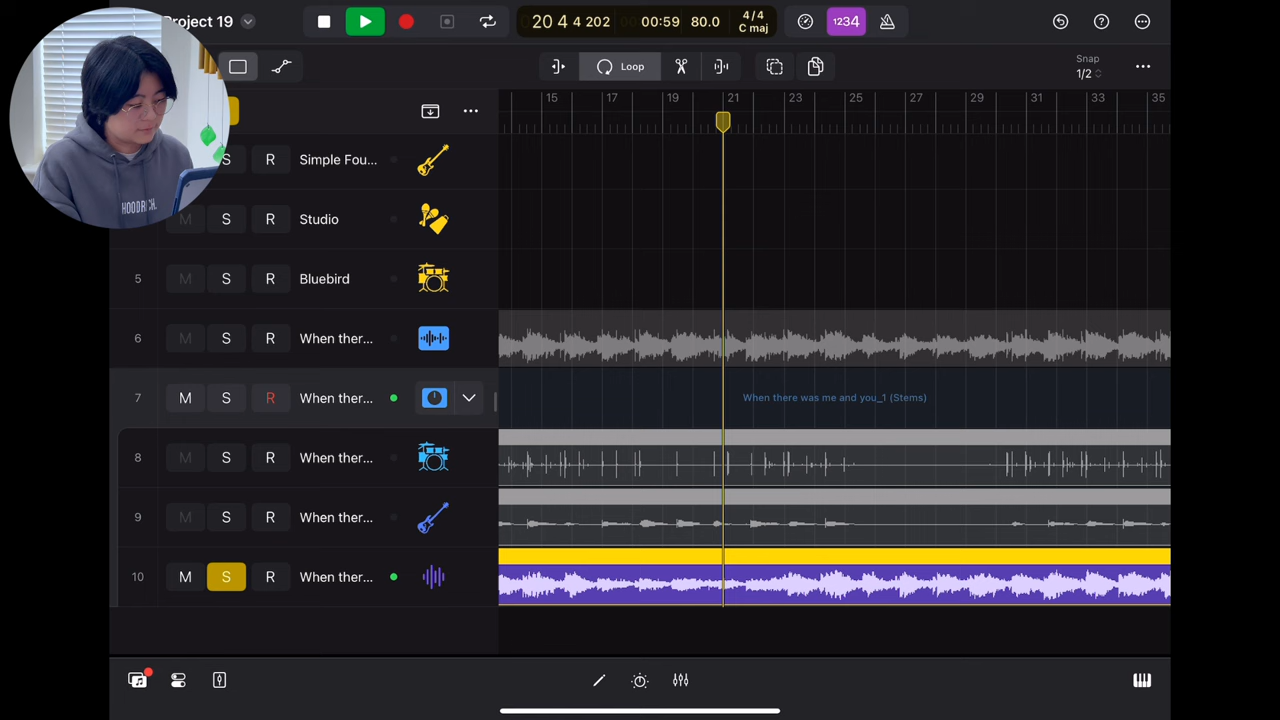 Project 19
20 4 4 202
00:59
80.0
4/4
C maj
1234
Loop
Snap
1/2
15 17 19 21 23 25 27 29 31 33 35
S R Simple Fou...
M S R Studio
5 M S R Bluebird
6 M S R When ther...
7 M S R When ther...
When there was me and you_1 (Stems)
8 M S R When ther...
9 M S R When ther...
10 M S R When ther...
HOODRICH.